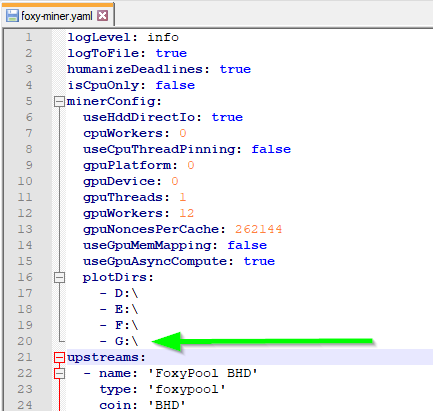 foxy-miner.yaml
1 logLevel: info
2 logToFile: true
3 humanizeDeadlines: true
4 isCpuOnly: false
5 minerConfig:
6 useHddDirectIo: true
7 cpuWorkers: 0
8 useCpuThreadPinning: false
9 gpuPlatform: 0
10 gpuDevice: 0
11 gpuThreads: 1
12 gpuWorkers: 12
13 gpuNoncesPerCache: 262144
14 useGpuMemMapping: false
15 useGpuAsyncCompute: true
16 plotDirs:
17 - D:\
18 - E:\
19 - F:\
20 - G:\
21 upstreams:
22 - name: 'FoxyPool BHD'
23 type: 'foxypool'
24 coin: 'BHD'